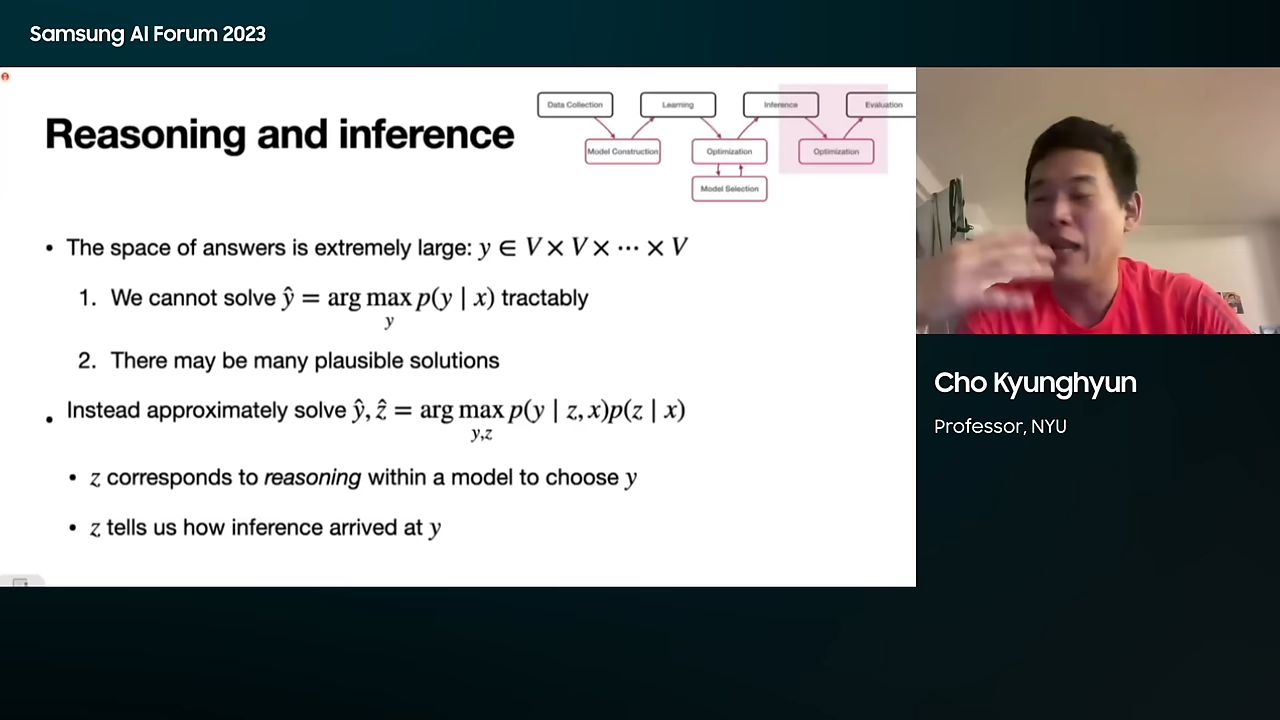 Samsung AI Forum 2023
Reasoning and inference
Data Collection
Learning
Inference
Evaluation
Model Construction
Optimization
Optimization
Model Selection
• The space of answers is extremely large: y ∈ V × V × ⋯ × V
1. We cannot solve ŷ = arg max p(y | x) tractably
y
2. There may be many plausible solutions
• Instead approximately solve ŷ, ẑ = arg max p(y | z, x)p(z | x)
y,z
• z corresponds to reasoning within a model to choose y
• z tells us how inference arrived at y
Cho Kyunghyun
Professor, NYU